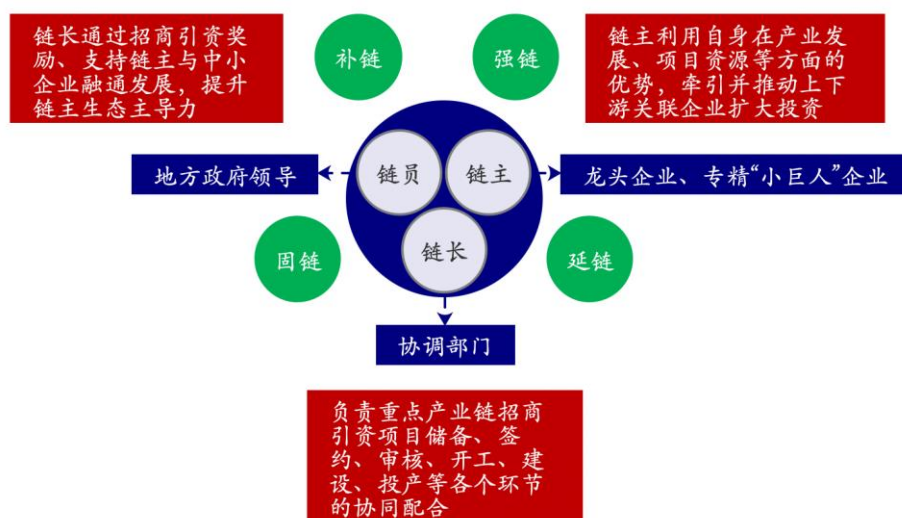 链长通过招商引资奖
励、支持链主与中小
企业融通发展，提升
链主生态主导力
补链
强链
链主利用自身在产业发
展、项目资源等方面的
优势，牵引并推动上下
游关联企业扩大投资
地方政府领导
链员
链主
龙头企业、专精“小巨人”企业
固链
链长
延链
协调部门
负责重点产业链招商
引资项目储备、签
约、审核、开工、建
设、投产等各个环节
的协同配合